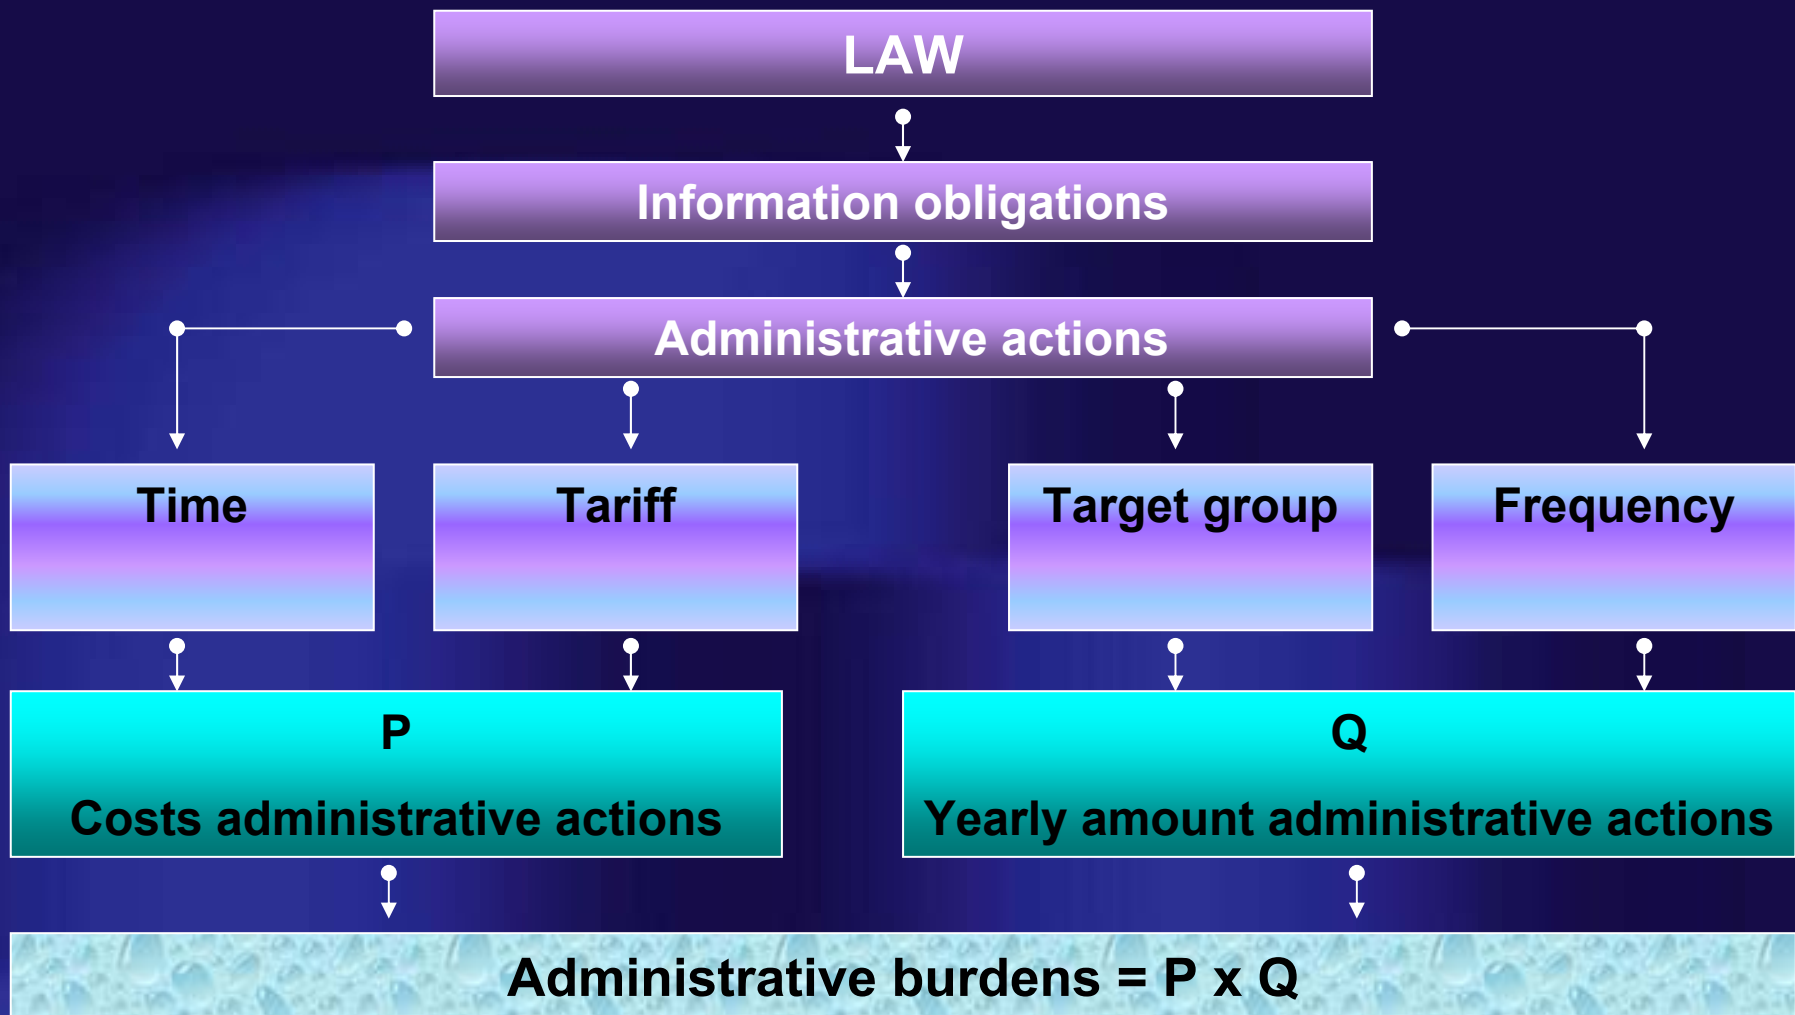 LAW
Information obligations
Administrative actions
Time
Tariff
Target group
Frequency
P
Costs administrative actions
Q
Yearly amount administrative actions
Administrative burdens = P x Q